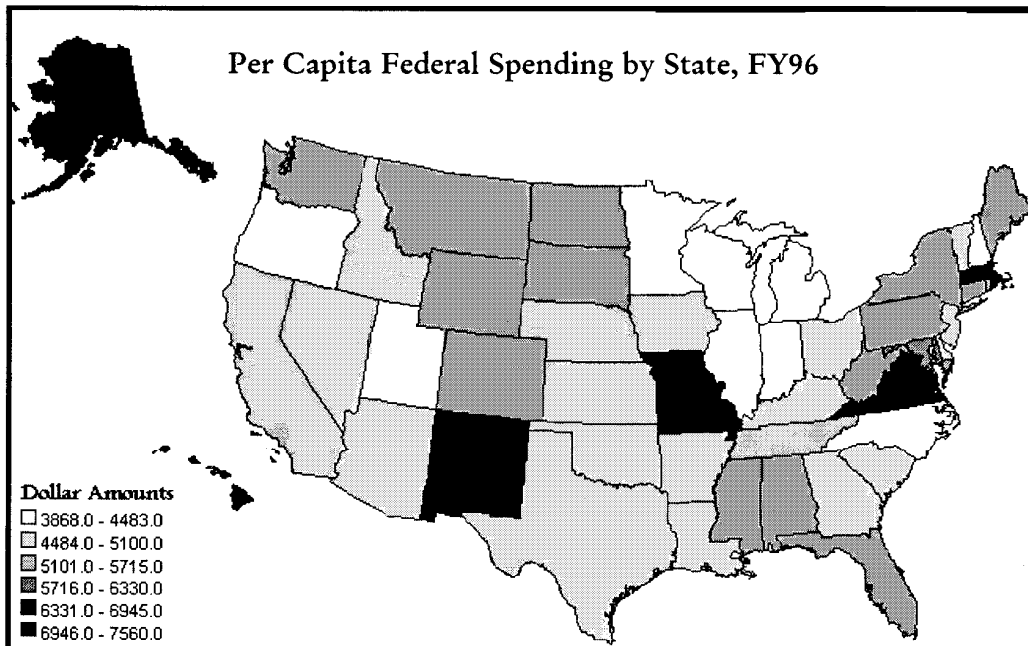 Per Capita Federal Spending by State, FY96
Dollar Amounts
3868.0 - 4483.0
4484.0 - 5100.0
5101.0 - 5715.0
5716.0 - 6330.0
6331.0 - 6945.0
6946.0 - 7560.0